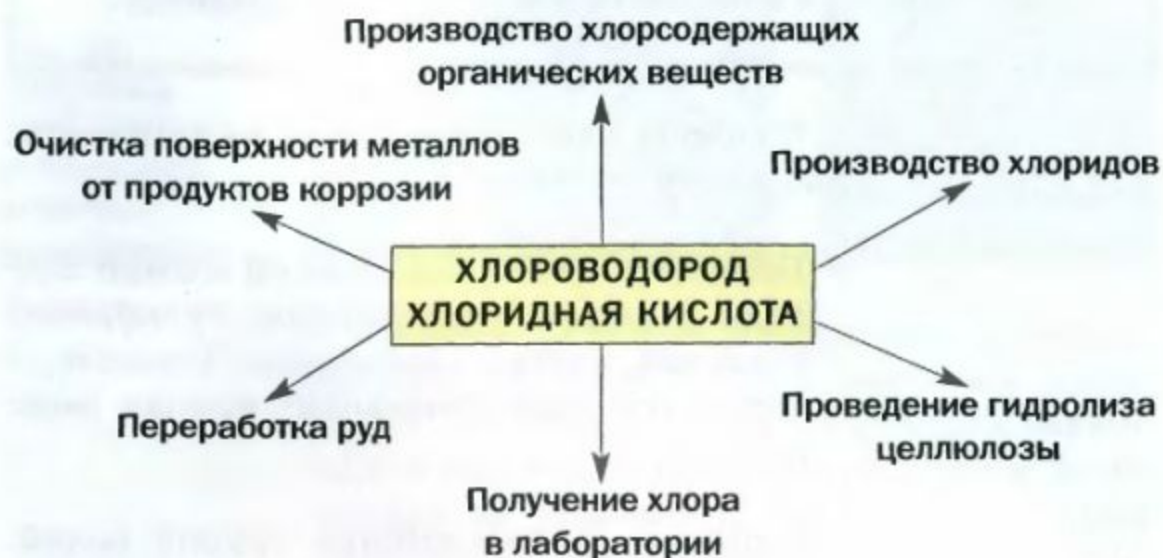 Производство хлорсодержащих
органических веществ
Очистка поверхности металлов
от продуктов коррозии
Производство хлоридов
ХЛОРОВОДОРОД
ХЛОРИДНАЯ КИСЛОТА
Переработка руд
Проведение гидролиза
целлюлозы
Получение хлора
в лаборатории